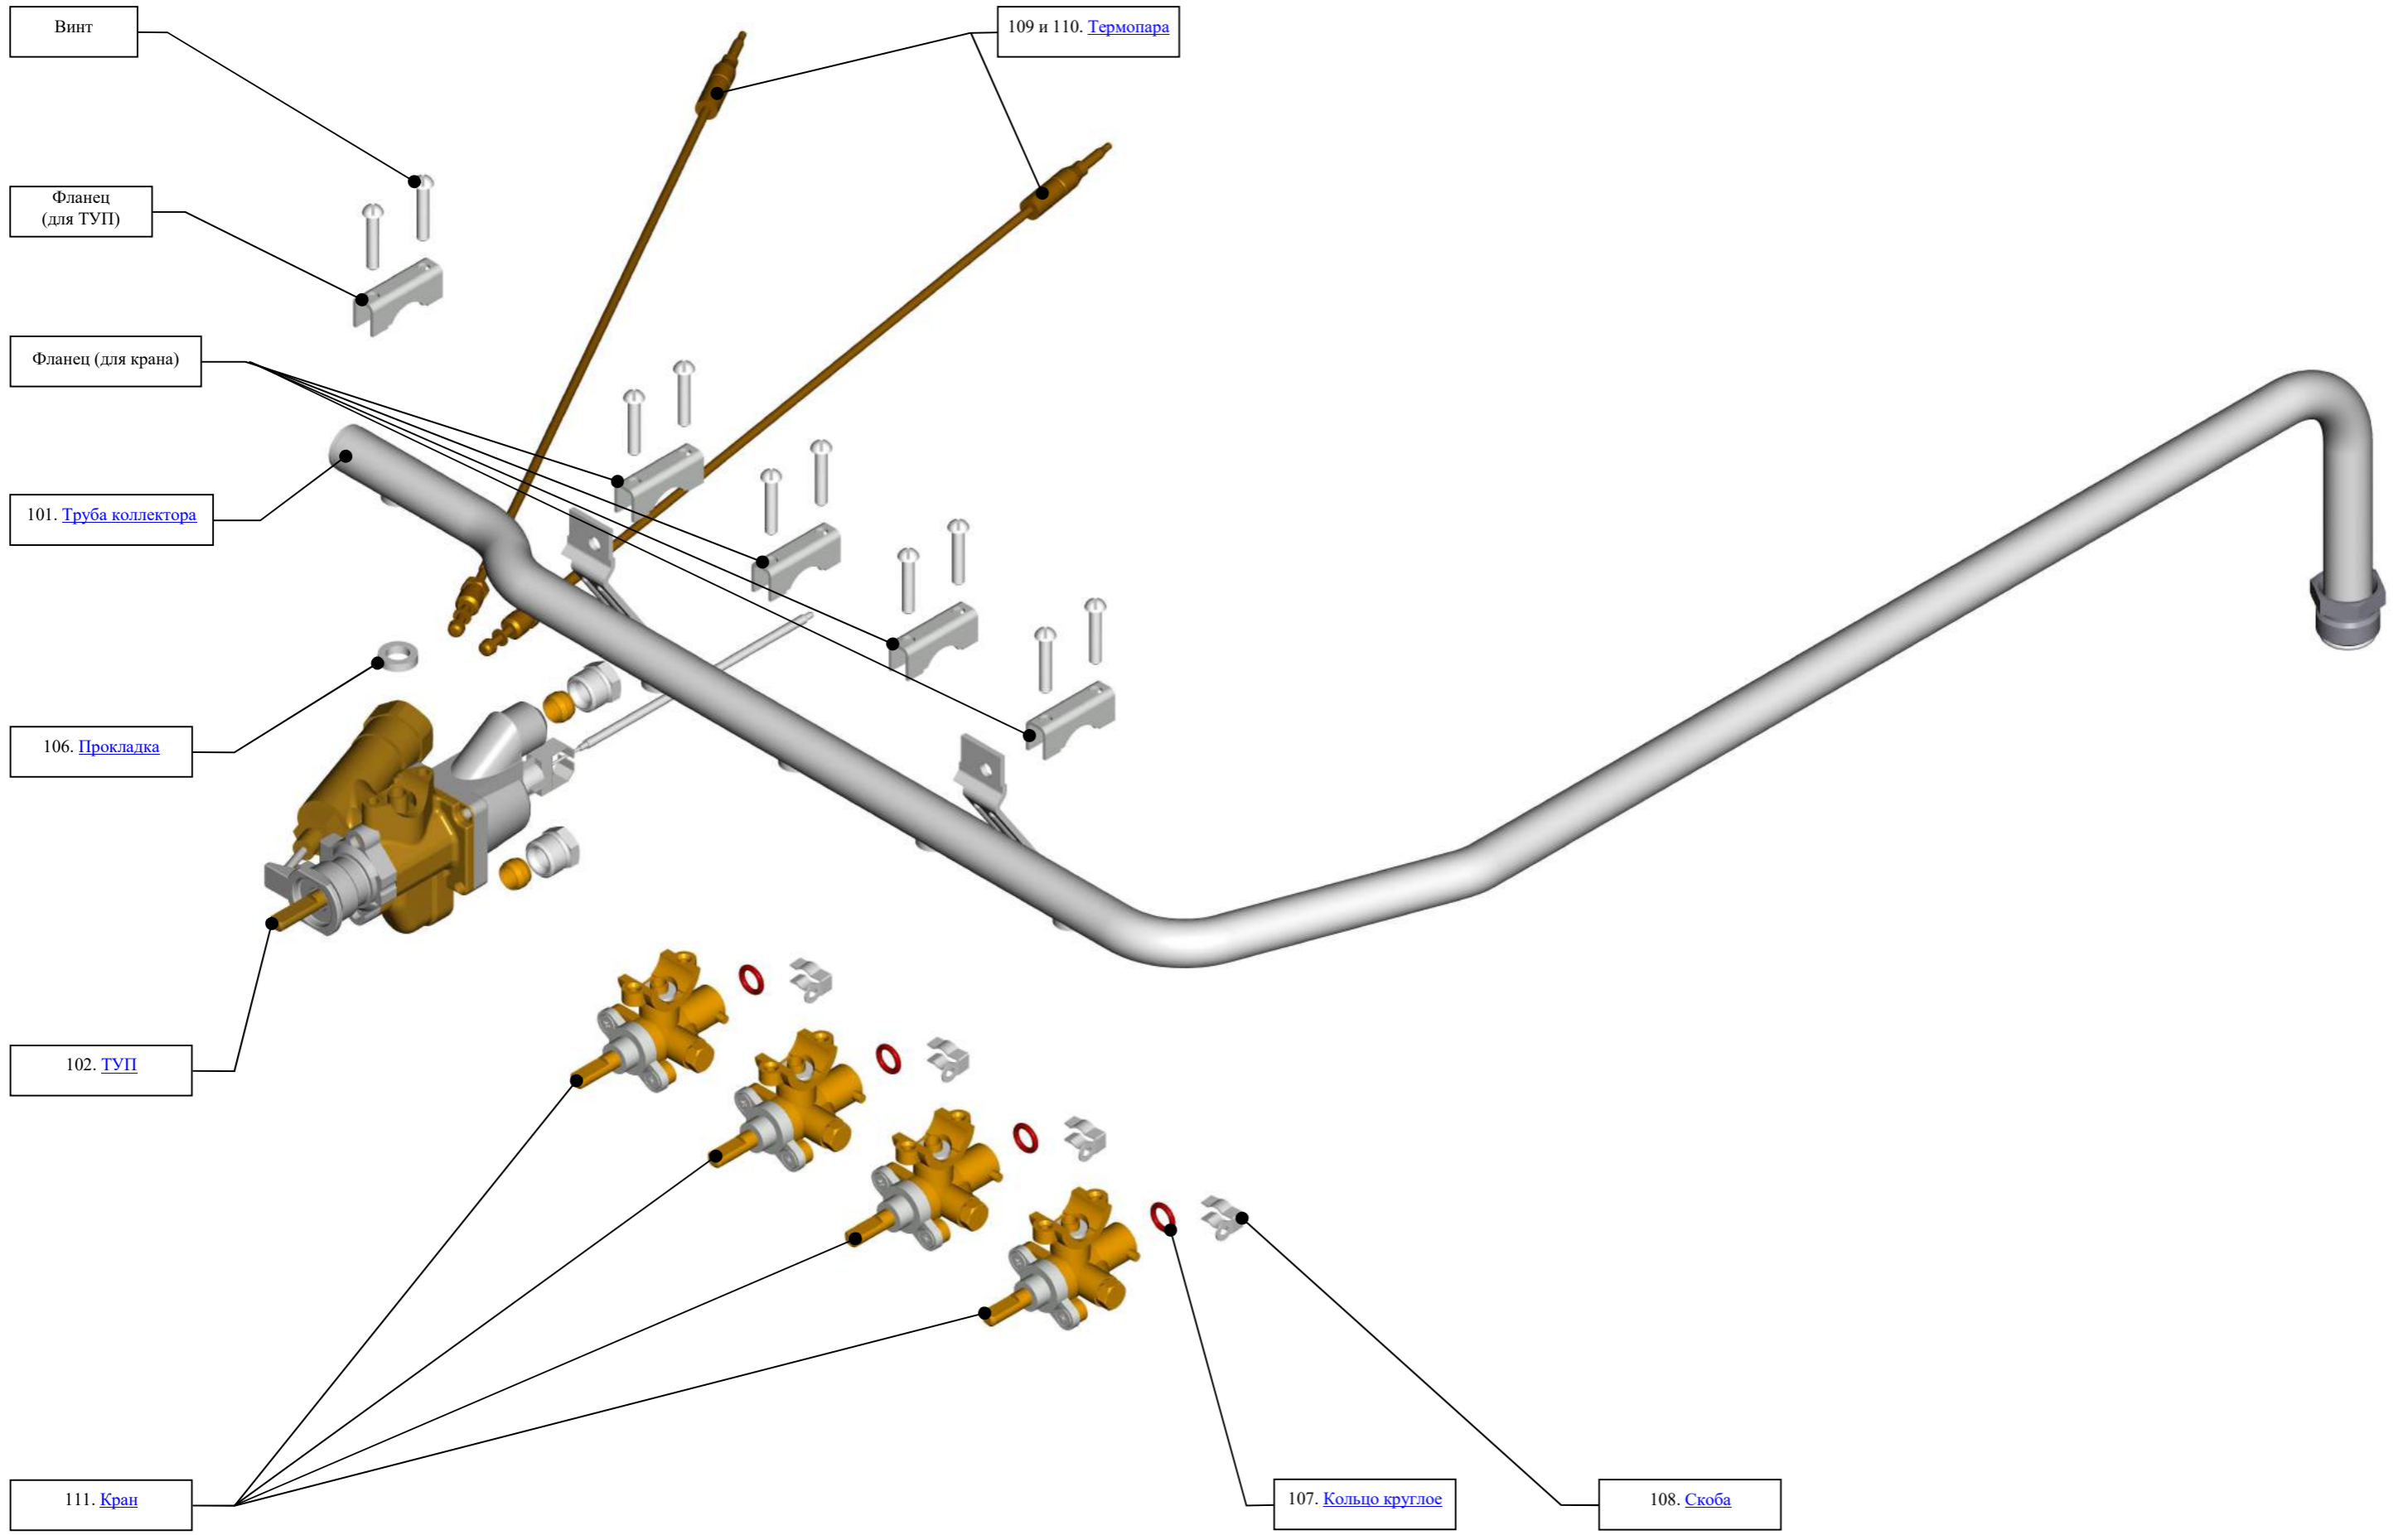 Винт
109 и 110. Термопара
Фланец
(для ТУП)
Фланец (для крана)
101. Труба коллектора
106. Прокладка
102. ТУП
111. Кран
107. Кольцо круглое
108. Скоба